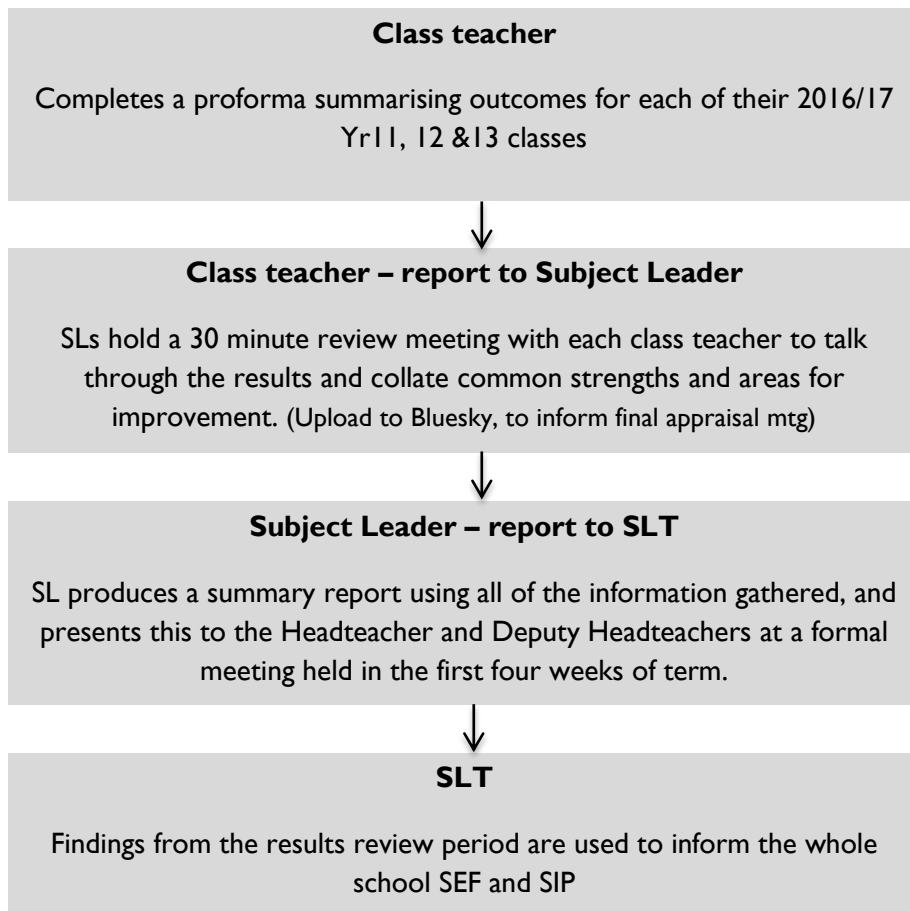 Class teacher
Completes a proforma summarising outcomes for each of their 2016/17
Yr11, 12 &13 classes
Class teacher – report to Subject Leader
SLs hold a 30 minute review meeting with each class teacher to talk
through the results and collate common strengths and areas for
improvement. (Upload to Bluesky, to inform final appraisal mtg)
Subject Leader – report to SLT
SL produces a summary report using all of the information gathered, and
presents this to the Headteacher and Deputy Headteachers at a formal
meeting held in the first four weeks of term.
SLT
Findings from the results review period are used to inform the whole
school SEF and SIP